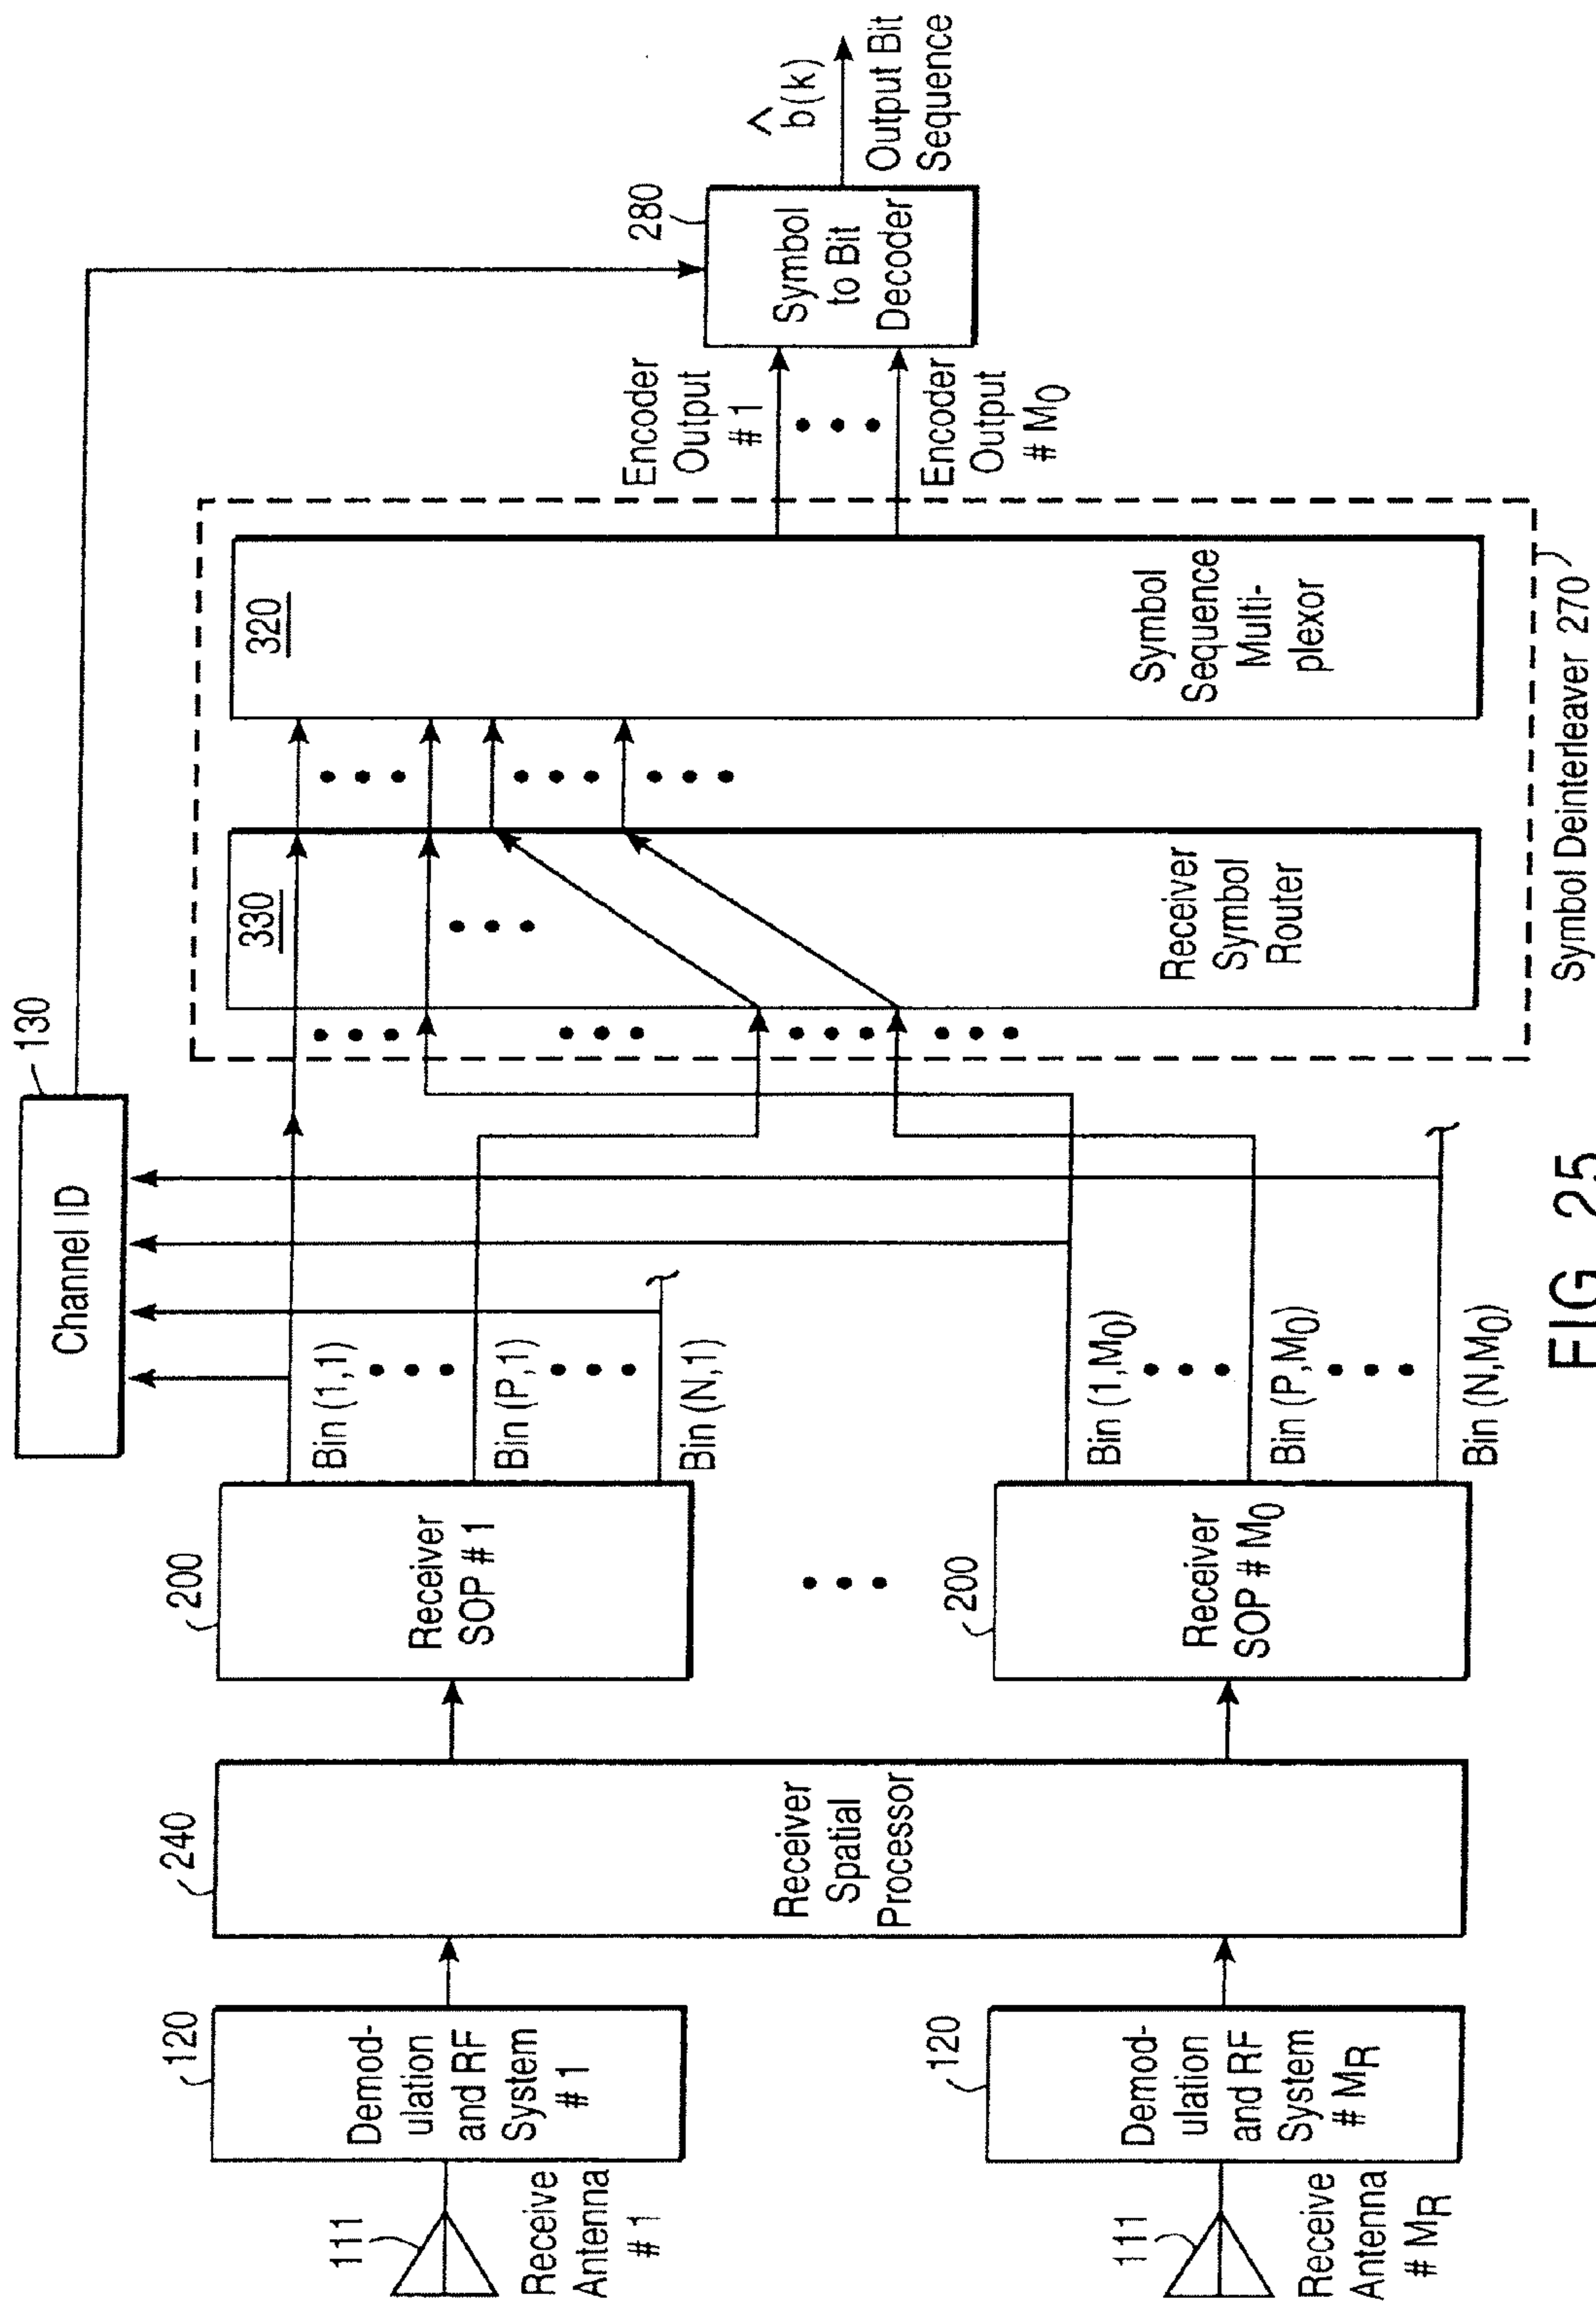 111
Receive
Antenna
# 1
120
Demod-
ulation
and RF
System
# 1
111
Receive
Antenna
# MR
120
Demod-
ulation
and RF
System
# MR
240
Receiver
Spatial
Processor
200
Receiver
SOP # 1
200
Receiver
SOP # M0
Bin (1,1)
Bin (P,1)
Bin (N,1)
Bin (1,M0)
Bin (P,M0)
Bin (N,M0)
Channel ID
130
330
Receiver
Symbol
Router
320
Symbol
Sequence
Multi-
plexor
Symbol Deinterleaver 270
Encoder
Output
# 1
Encoder
Output
# M0
280
Symbol
to Bit
Decoder
^
b(k)
Output Bit
Sequence
FIG. 25